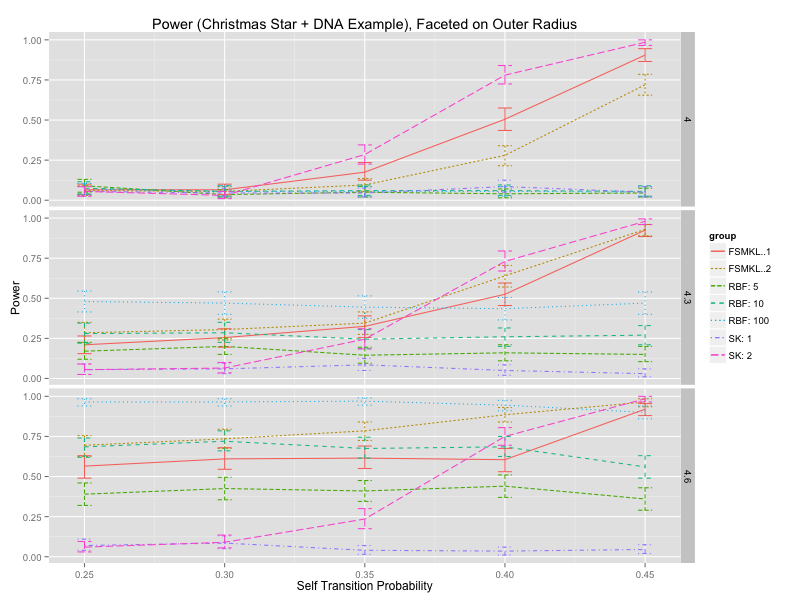 Power (Christmas Star + DNA Example), Faceted on Outer Radius
1.00
0.75
0.50
0.25
0.00
4
1.00
0.75
0.50
0.25
0.00
4.3
1.00
0.75
0.50
0.25
0.00
4.6
Power
0.25 0.30 0.35 0.40 0.45
Self Transition Probability
group
FSMKL..1
FSMKL..2
RBF: 5
RBF: 10
RBF: 100
SK: 1
SK: 2